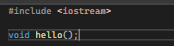 #include <iostream>
void hello();